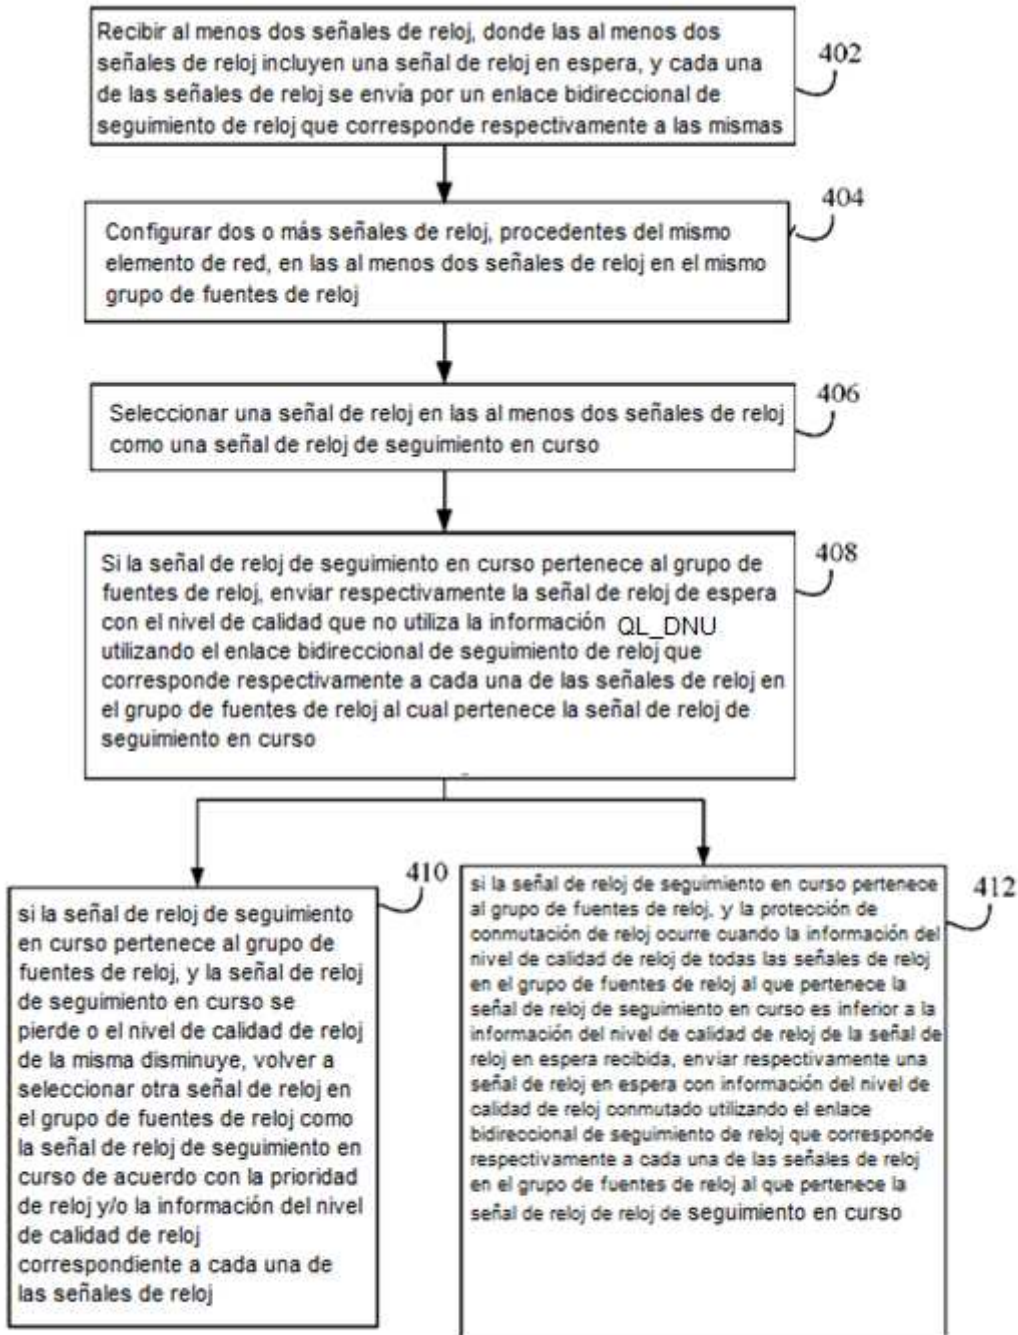 Recibir al menos dos señales de reloj, donde las al menos dos
señales de reloj incluyen una señal de reloj en espera, y cada una
de las señales de reloj se envía por un enlace bidireccional de
seguimiento de reloj que corresponde respectivamente a las mismas
402
404
Configurar dos o más señales de reloj, procedentes del mismo
elemento de red, en las al menos dos señales de reloj en el mismo
grupo de fuentes de reloj
406
Seleccionar una señal de reloj en las al menos dos señales de reloj
como una señal de reloj de seguimiento en curso
408
Si la señal de reloj de seguimiento en curso pertenece al grupo de
fuentes de reloj, enviar respectivamente la señal de reloj de espera
con el nivel de calidad que no utiliza la información QL_DNU
utilizando el enlace bidireccional de seguimiento de reloj que
corresponde respectivamente a cada una de las señales de reloj en
el grupo de fuentes de reloj al cual pertenece la señal de reloj de
seguimiento en curso
410
si la señal de reloj de seguimiento
en curso pertenece al grupo de
fuentes de reloj, y la señal de reloj
de seguimiento en curso se
pierde o el nivel de calidad de reloj
de la misma disminuye, volver a
seleccionar otra señal de reloj en
el grupo de fuentes de reloj como
la señal de reloj de seguimiento en
curso de acuerdo con la prioridad
de reloj y/o la información del nivel
de calidad de reloj
correspondiente a cada una de
las señales de reloj
412
si la señal de reloj de seguimiento en curso pertenece
al grupo de fuentes de reloj, y la protección de
conmutación de reloj ocurre cuando la información del
nivel de calidad de reloj de todas las señales de reloj
en el grupo de fuentes de reloj al que pertenece la
señal de reloj de seguimiento en curso es inferior a la
información del nivel de calidad de reloj de la señal de
reloj en espera recibida, enviar respectivamente una
señal de reloj en espera con información del nivel de
calidad de reloj conmutado utilizando el enlace
bidireccional de seguimiento de reloj que corresponde
respectivamente a cada una de las señales de reloj
en el grupo de fuentes de reloj al que pertenece la
señal de reloj de reloj de seguimiento en curso